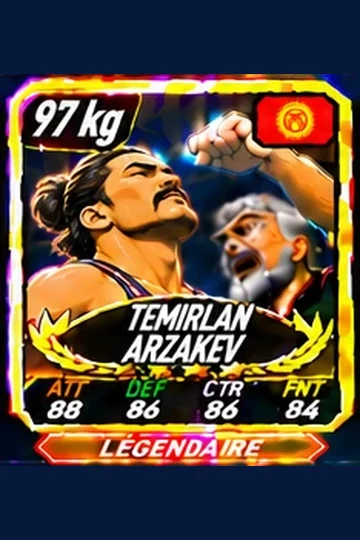 97 kg
TEMIRLAN
ARZAKEV
ATT DEF CTR FNT
88 86 86 84
LÉGENDAIRE